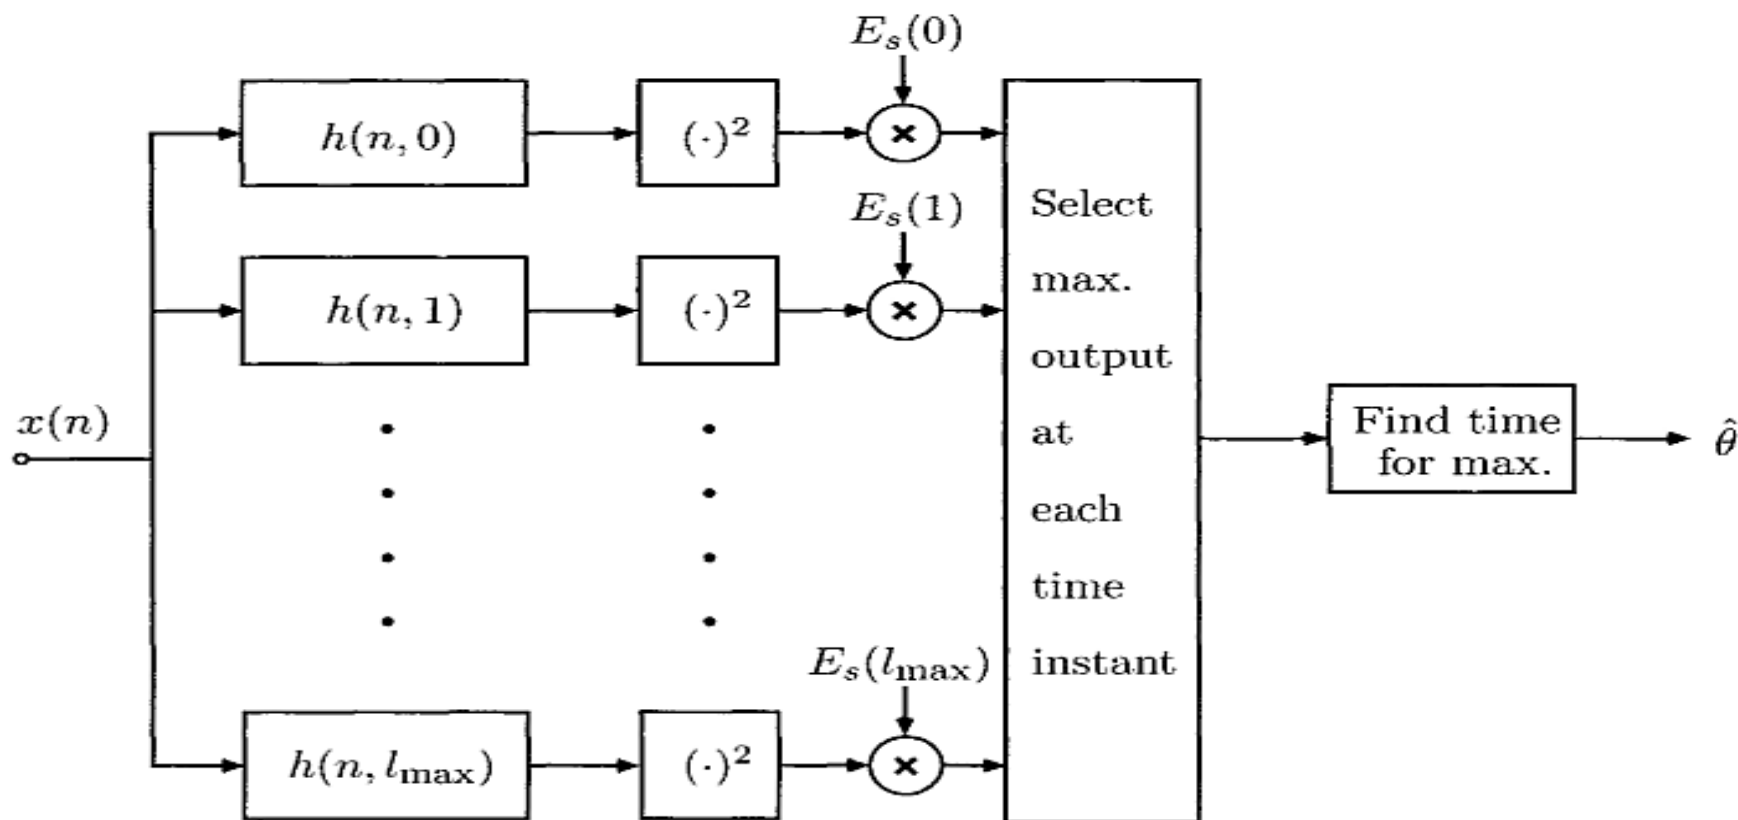 E_s(0)
h(n, 0)
(·)²
×
E_s(1)
h(n, 1)
(·)²
×
x(n)
E_s(l_max)
h(n, l_max)
(·)²
×
Select
max.
output
at
each
time
instant
Find time
for max.
θ̂